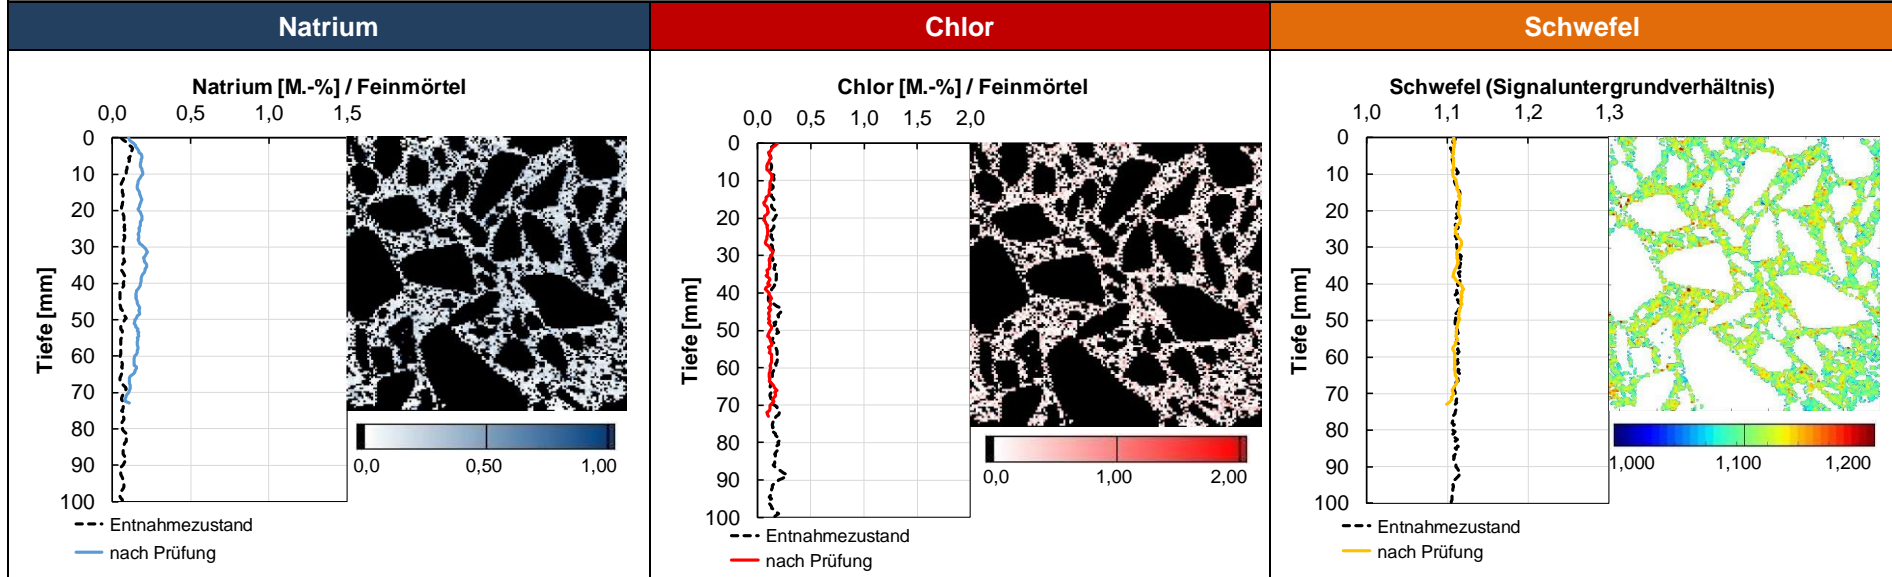 Natrium
Natrium [M.-%] / Feinmörtel
0,0 0,5 1,0 1,5
0
10
20
30
40
50
60
70
80
90
100
Tiefe [mm]
0,0 0,50 1,00
Entnahmezustand
nach Prüfung
Chlor
Chlor [M.-%] / Feinmörtel
0,0 0,5 1,0 1,5 2,0
0
10
20
30
40
50
60
70
80
90
100
Tiefe [mm]
0,0 1,00 2,00
Entnahmezustand
nach Prüfung
Schwefel
Schwefel (Signaluntergrundverhältnis)
1,0 1,1 1,2 1,3
0
10
20
30
40
50
60
70
80
90
100
Tiefe [mm]
1,000 1,100 1,200
Entnahmezustand
nach Prüfung